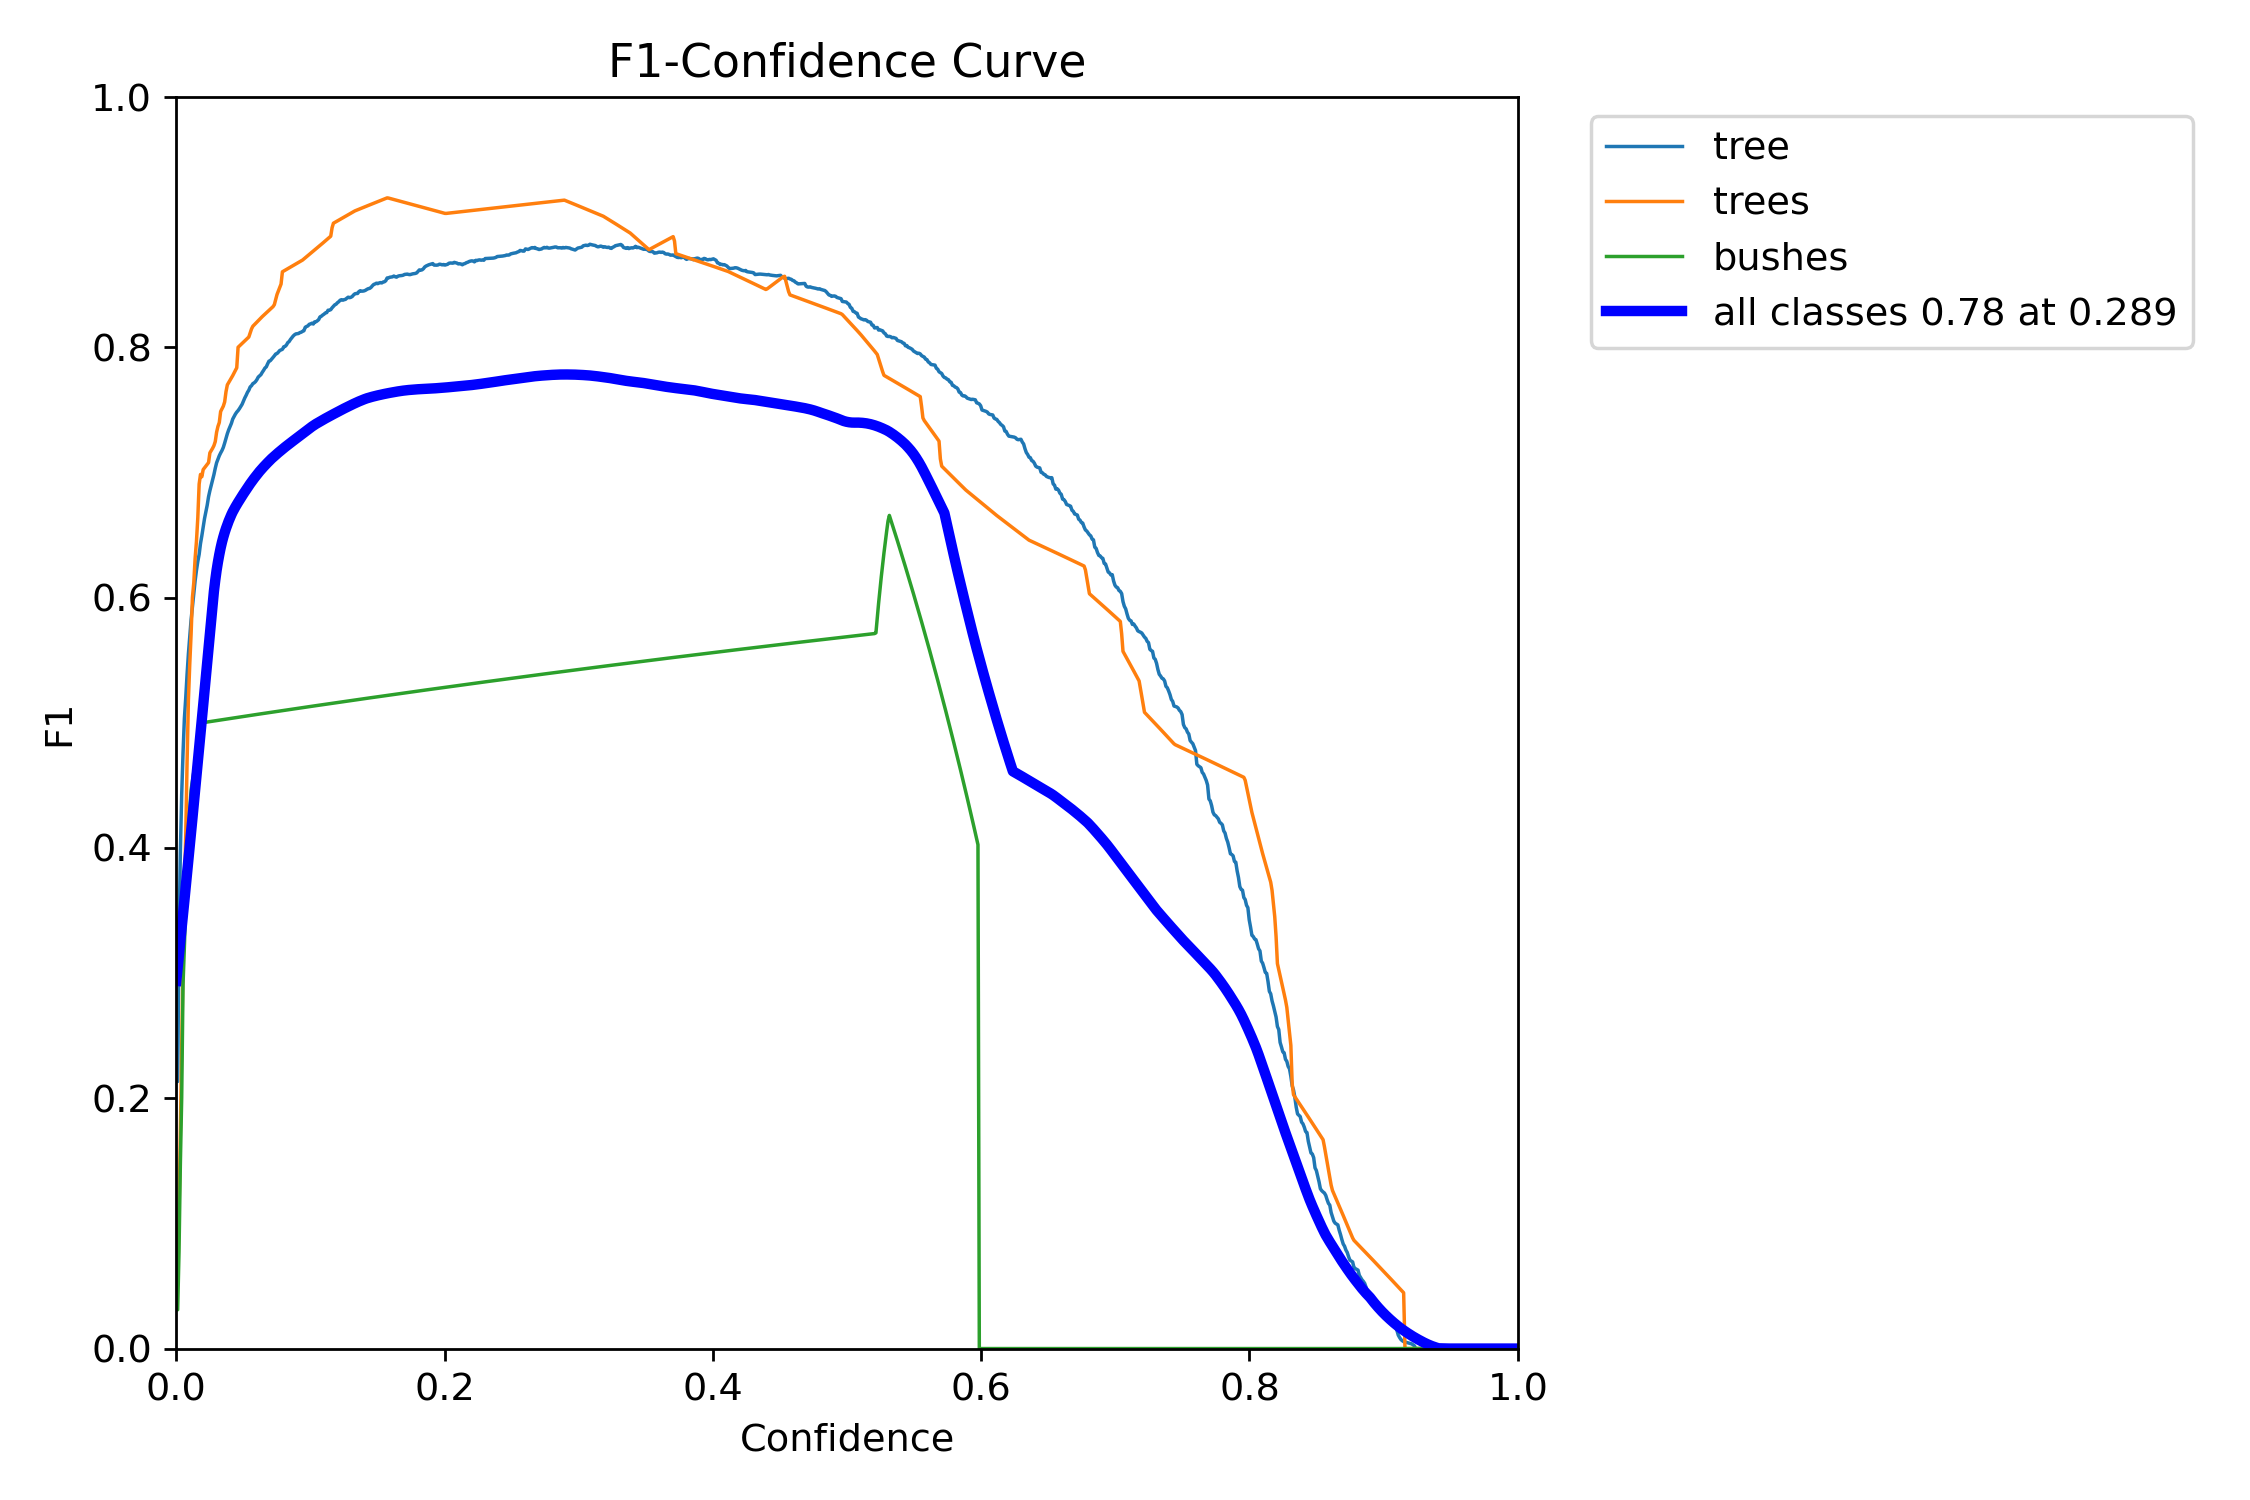 F1-Confidence Curve
1.0
0.8
0.6
0.4
0.2
0.0
F1
0.0 0.2 0.4 0.6 0.8 1.0
Confidence
tree
trees
bushes
all classes 0.78 at 0.289